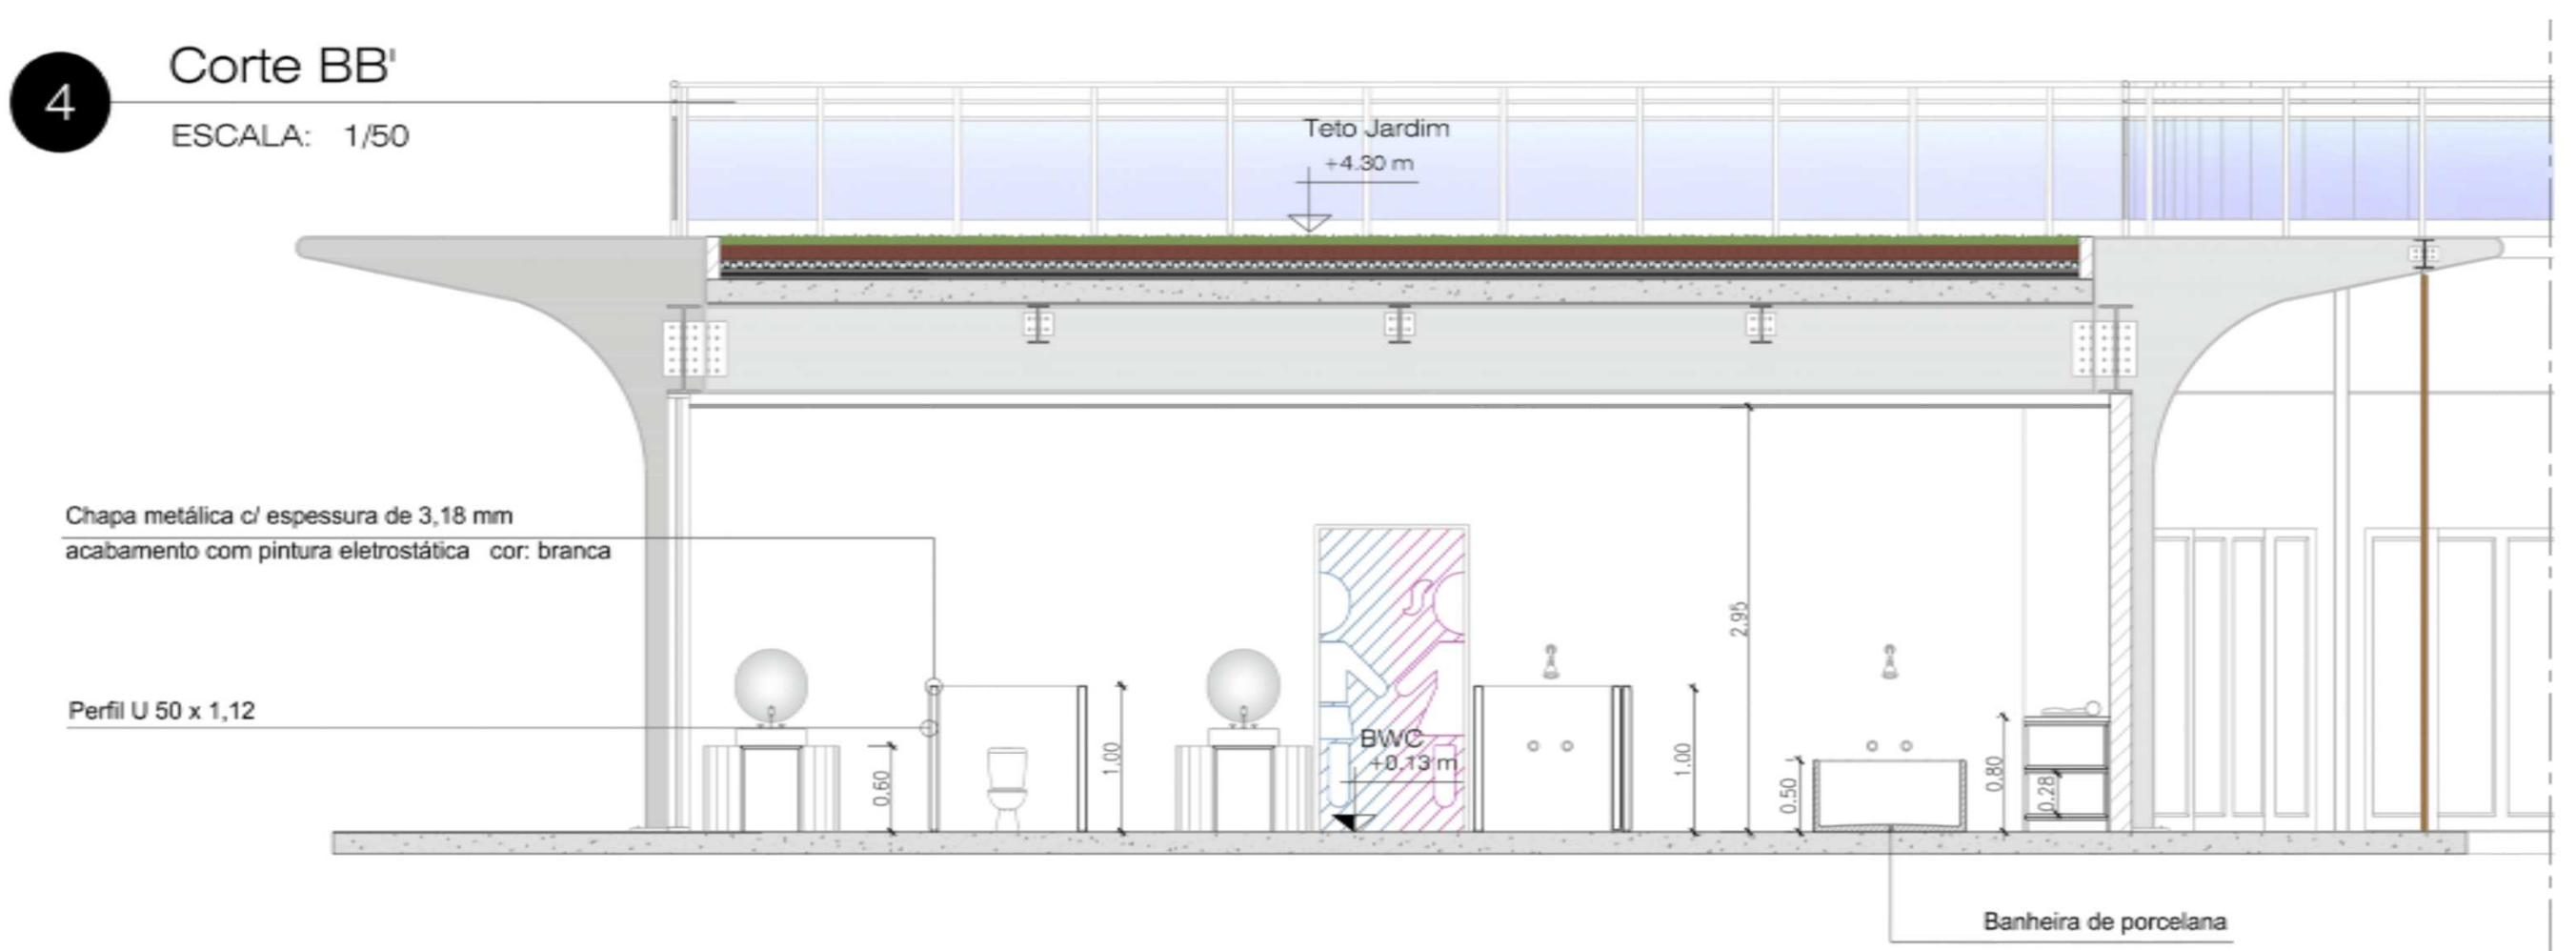 4
Corte BB'
ESCALA: 1/50
Teto Jardim
+4.30 m
Chapa metálica c/ espessura de 3,18 mm
acabamento com pintura eletrostática cor: branca
Perfil U 50 x 1,12
0.60
1.00
BWC
+0.13 m
1.00
2.95
0.50
0.80
0.28
Banheira de porcelana